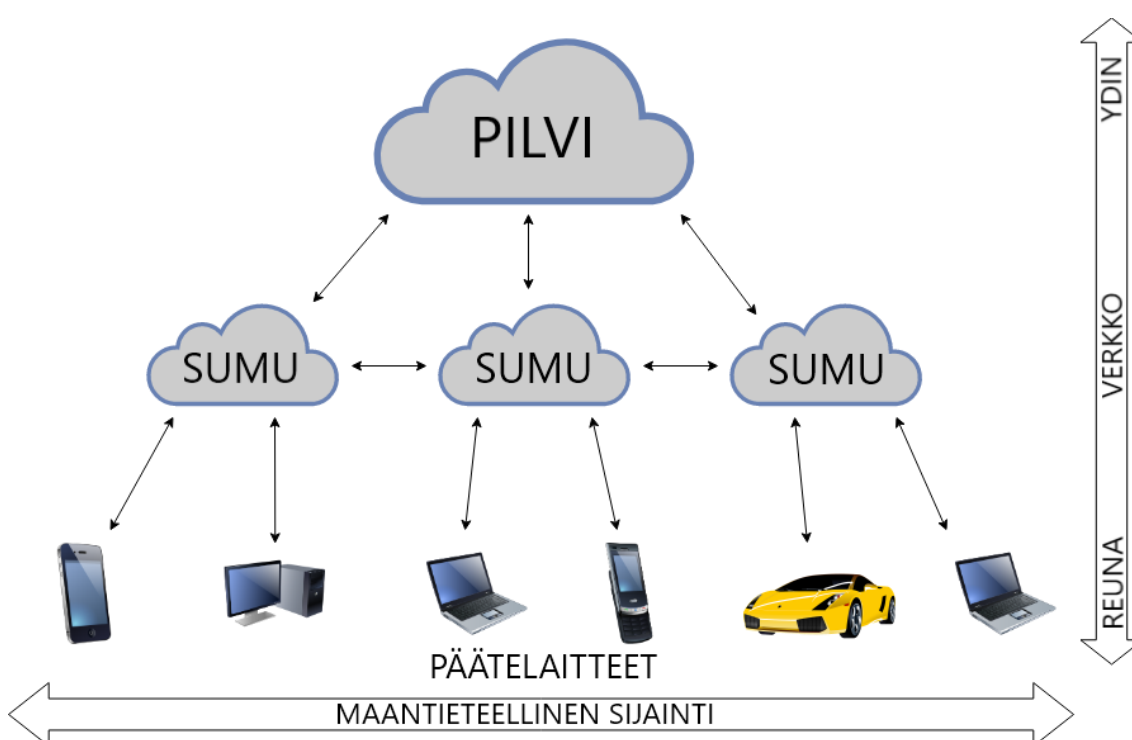 PILVI
SUMU
SUMU
SUMU
PÄÄTELAITTEET
MAANTIETEELLINEN SIJAINTI
YDIN
VERKKO
REUNA